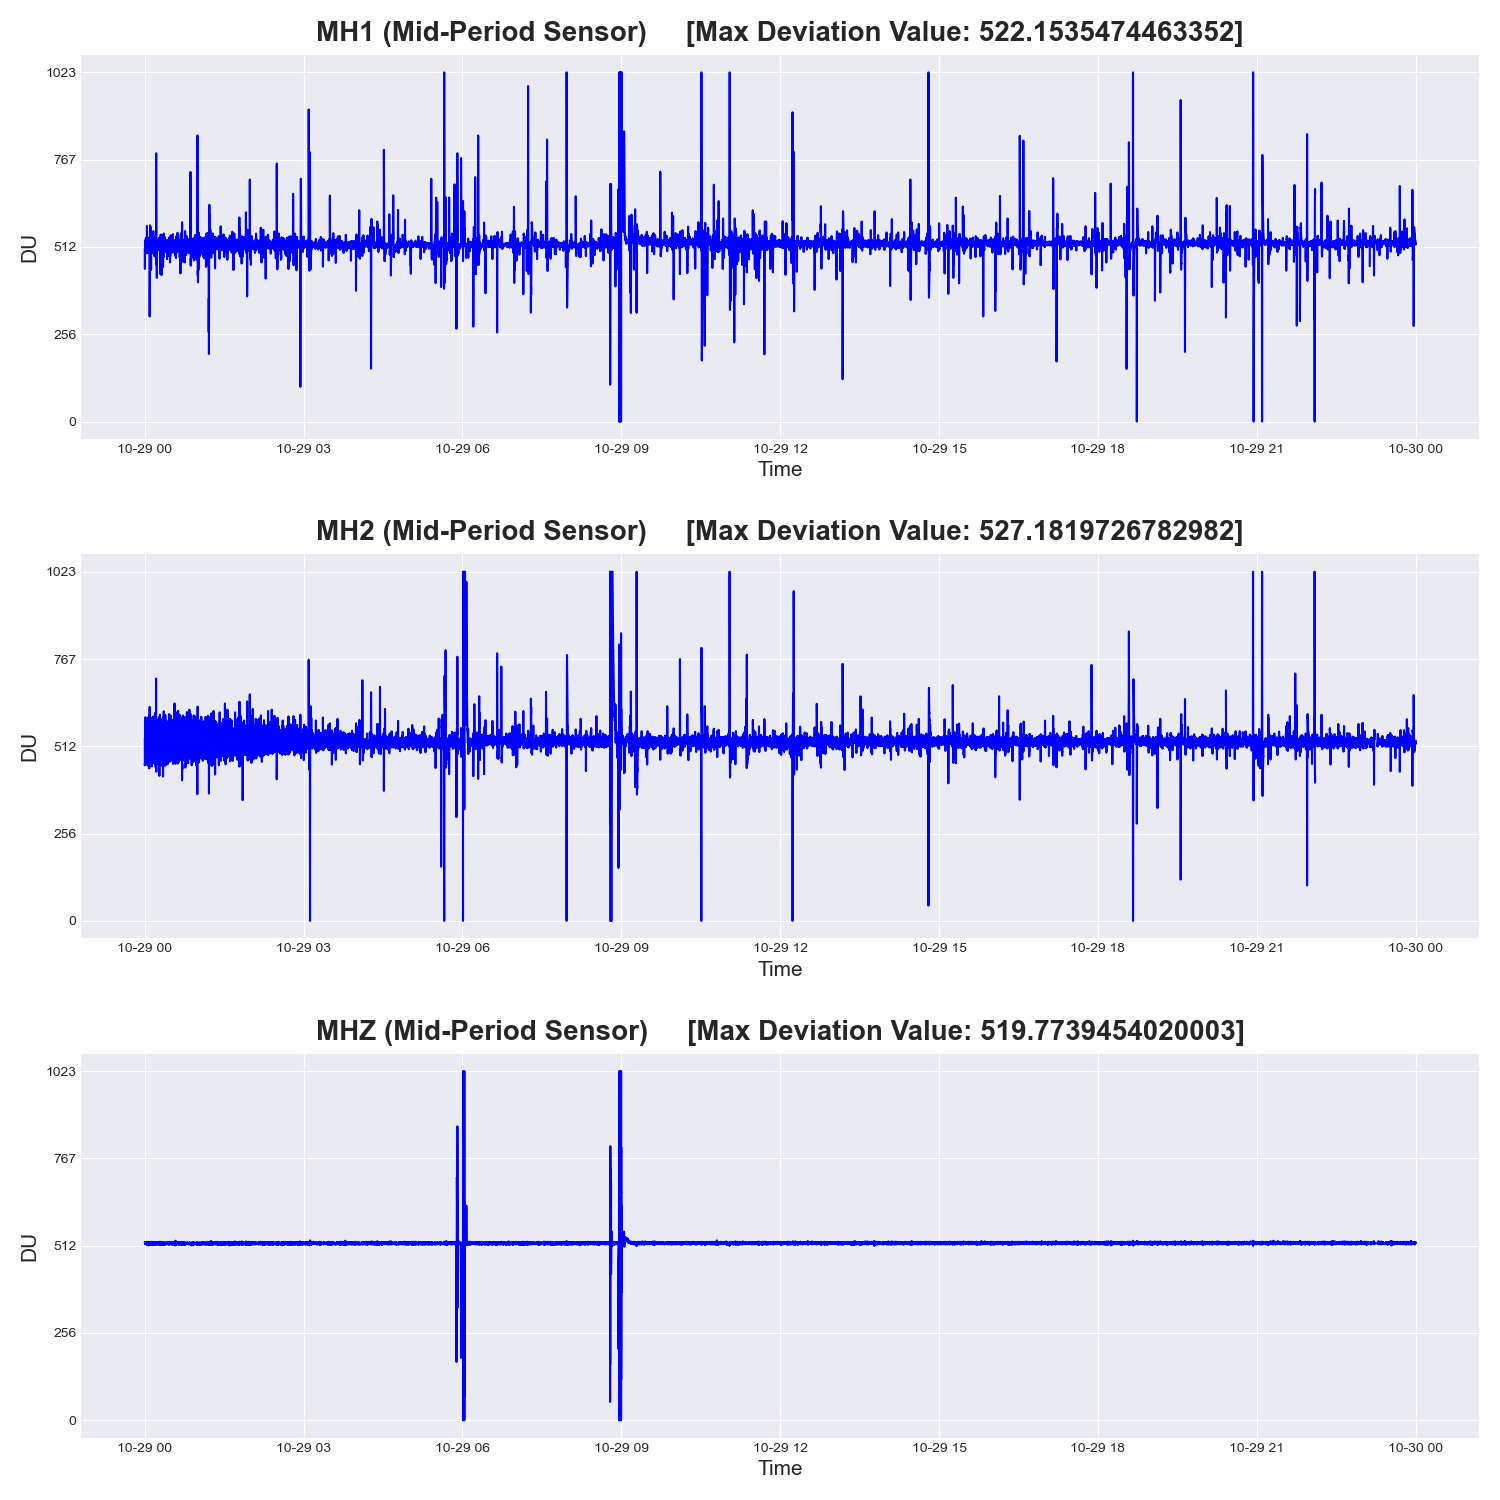 MH1 (Mid-Period Sensor)     [Max Deviation Value: 522.1535474463352]
1023
767
512
256
0
DU
10-29 00 10-29 03 10-29 06 10-29 09 10-29 12 10-29 15 10-29 18 10-29 21 10-30 00
Time
MH2 (Mid-Period Sensor)     [Max Deviation Value: 527.1819726782982]
1023
767
512
256
0
DU
10-29 00 10-29 03 10-29 06 10-29 09 10-29 12 10-29 15 10-29 18 10-29 21 10-30 00
Time
MHZ (Mid-Period Sensor)     [Max Deviation Value: 519.7739454020003]
1023
767
512
256
0
DU
10-29 00 10-29 03 10-29 06 10-29 09 10-29 12 10-29 15 10-29 18 10-29 21 10-30 00
Time